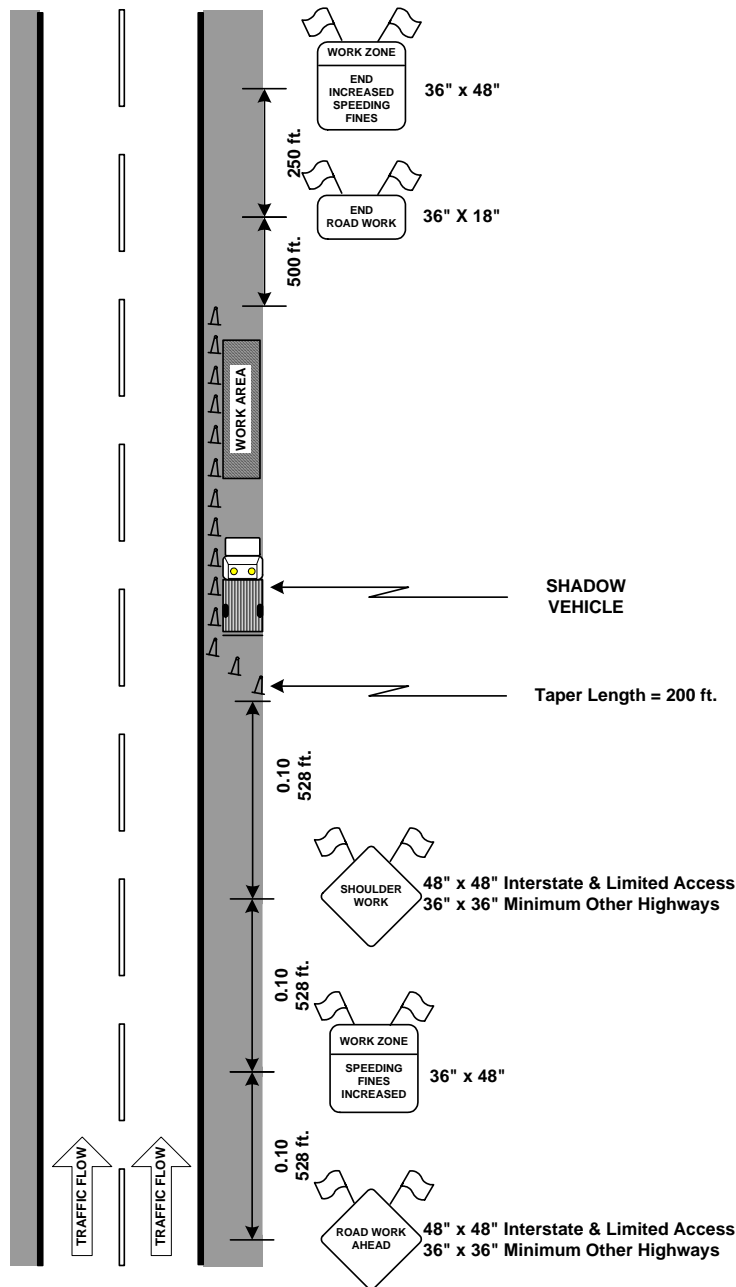 WORK ZONE
END
INCREASED
SPEEDING
FINES
36" x 48"
250 ft.
END
ROAD WORK
36" X 18"
500 ft.
WORK AREA
SHADOW
VEHICLE
Taper Length = 200 ft.
0.10
528 ft.
SHOULDER
WORK
48" x 48" Interstate & Limited Access
36" x 36" Minimum Other Highways
0.10
528 ft.
WORK ZONE
SPEEDING
FINES
INCREASED
36" x 48"
0.10
528 ft.
TRAFFIC FLOW
TRAFFIC FLOW
ROAD WORK
AHEAD
48" x 48" Interstate & Limited Access
36" x 36" Minimum Other Highways